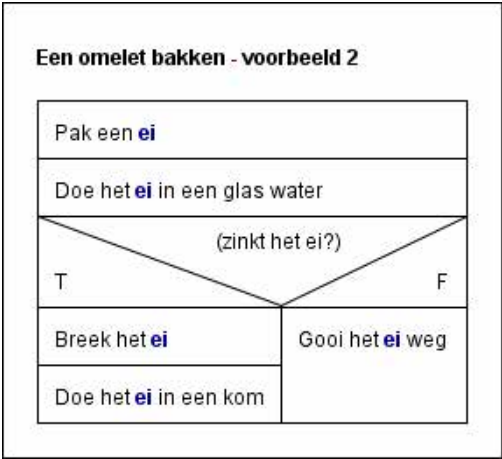 Een omelet bakken - voorbeeld 2
Pak een ei
Doe het ei in een glas water
(zinkt het ei?)
T
F
Breek het ei
Gooi het ei weg
Doe het ei in een kom